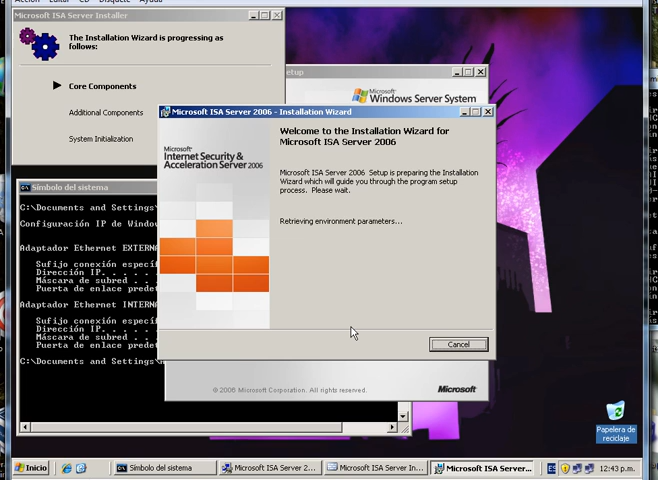 Acción Editar CD Disquete Ayuda
Microsoft ISA Server Installer
The Installation Wizard is progressing as
follows:
Core Components
Additional Components
System Initialization
etup
Microsoft
Windows Server System
Microsoft ISA Server 2006 - Installation Wizard
Microsoft
Internet Security &
Acceleration Server 2006
Welcome to the Installation Wizard for
Microsoft ISA Server 2006
Microsoft ISA Server 2006 Setup is preparing the Installation
Wizard which will guide you through the program setup
process. Please wait.
Retrieving environment parameters...
Cancel
© 2006 Microsoft Corporation. All rights reserved.
Microsoft
Símbolo del sistema
C:\Documents and Settings\
Configuración IP de Window
Adaptador Ethernet EXTERNA
Sufijo conexión específ
Dirección IP. . . . .
Máscara de subred . . .
Puerta de enlace predet
Adaptador Ethernet INTERNA
Sufijo conexión específ
Dirección IP. . . . .
Máscara de subred . . .
Puerta de enlace predet
C:\Documents and Settings\
Papelera de
reciclaje
Inicio
Símbolo del sistema
Microsoft ISA Server 2...
Microsoft ISA Server In...
Microsoft ISA Server...
ES
12:43 p.m.